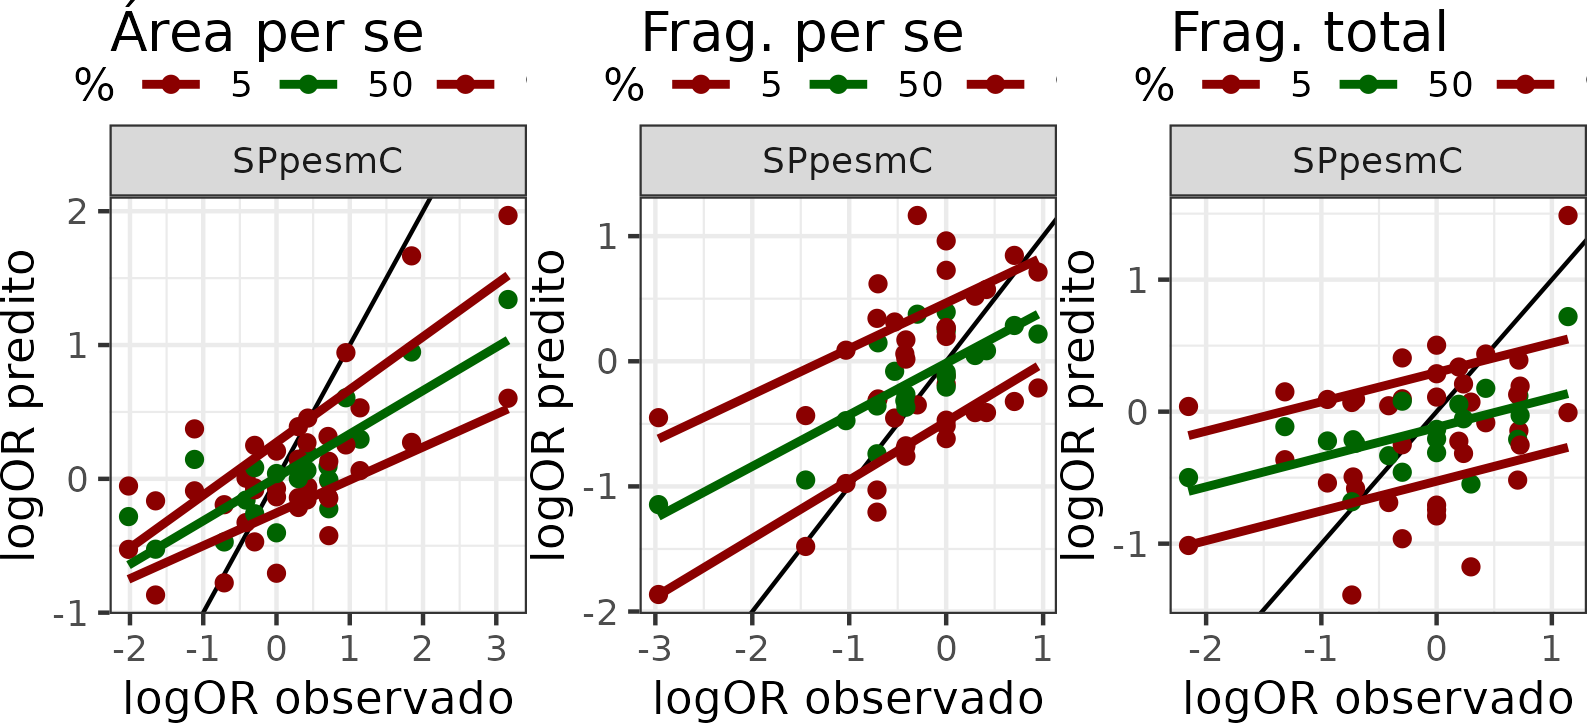 Área per se
% 5 50
SPpesmC
logOR predito
2
1
0
-1
-2 -1 0 1 2 3
logOR observado
Frag. per se
% 5 50
SPpesmC
logOR predito
1
0
-1
-2
-3 -2 -1 0 1
logOR observado
Frag. total
% 5 50
SPpesmC
logOR predito
1
0
-1
-2 -1 0 1
logOR observado